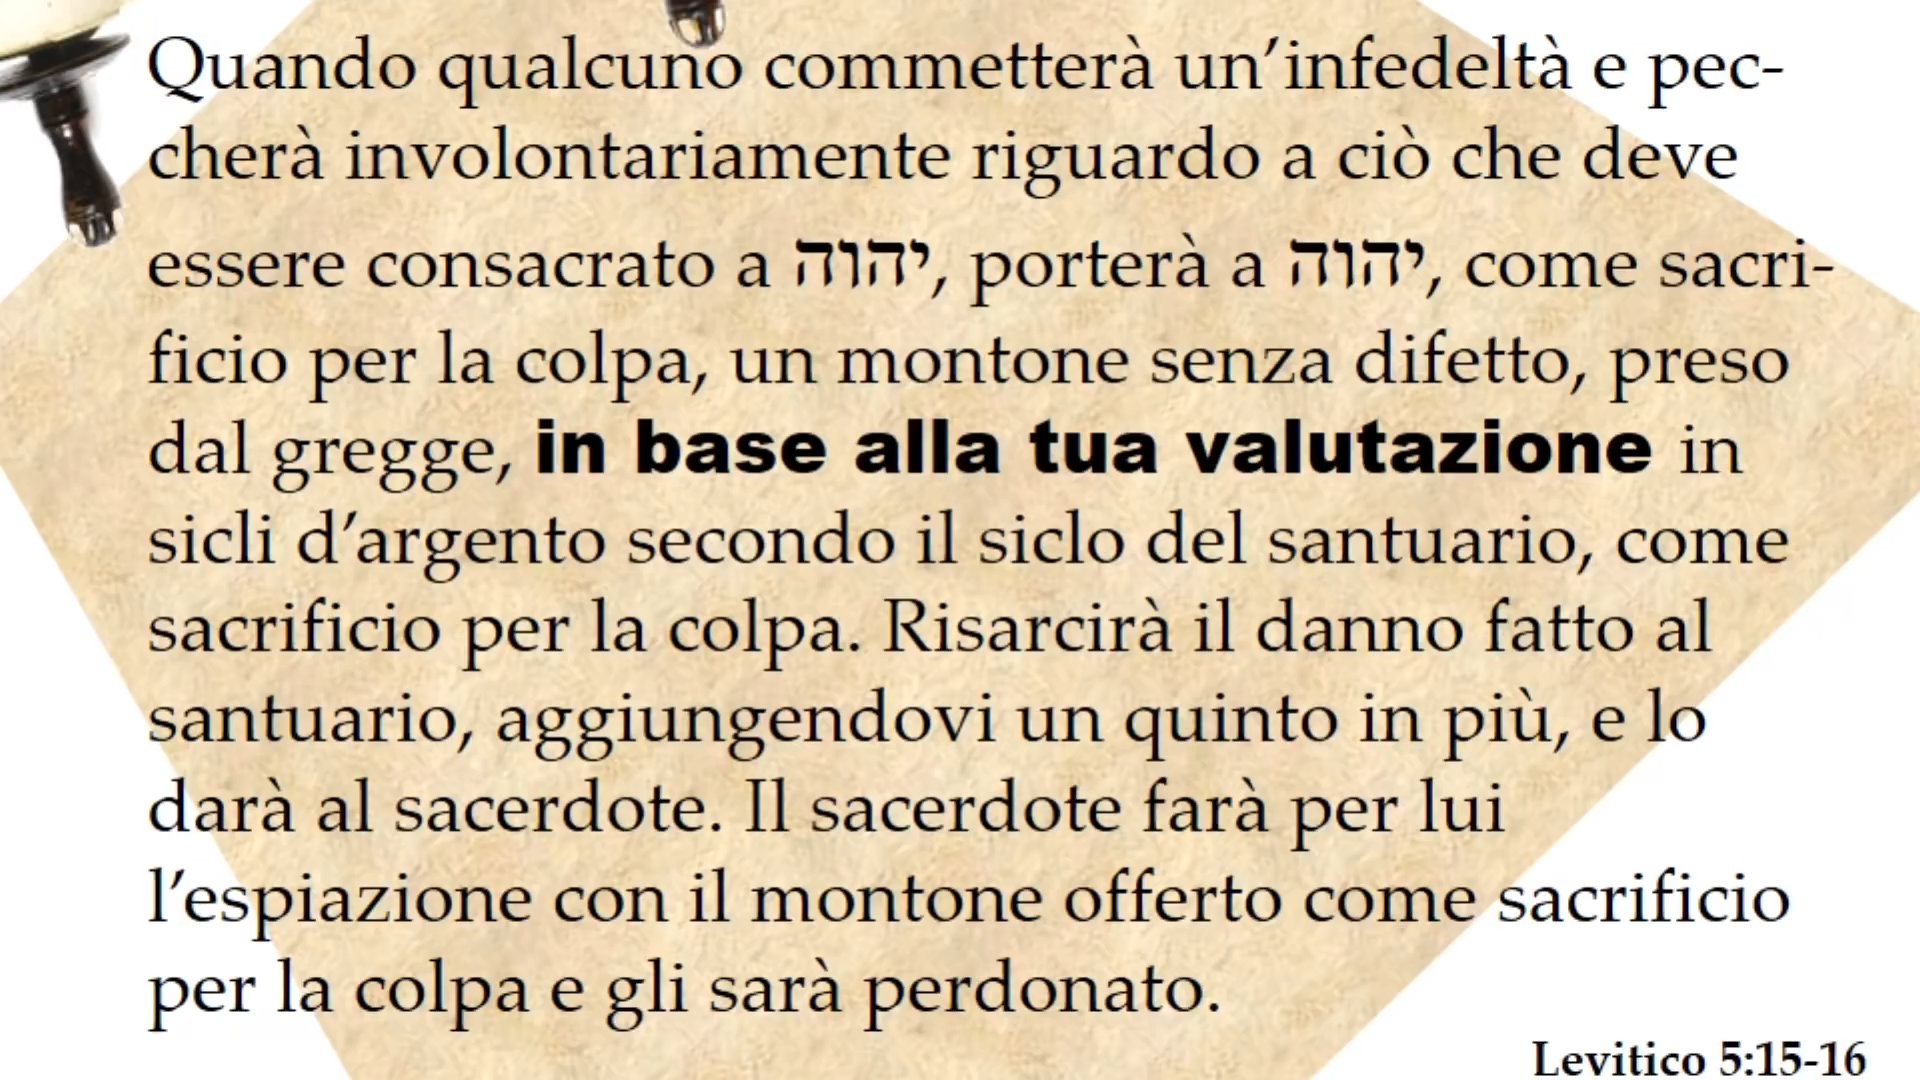 Quando qualcuno commetterà un’infedeltà e pec-
cherà involontariamente riguardo a ciò che deve
essere consacrato a יהוה, porterà a יהוה, come sacri-
ficio per la colpa, un montone senza difetto, preso
dal gregge, in base alla tua valutazione in
sicli d’argento secondo il siclo del santuario, come
sacrificio per la colpa. Risarcirà il danno fatto al
santuario, aggiungendovi un quinto in più, e lo
darà al sacerdote. Il sacerdote farà per lui
l’espiazione con il montone offerto come sacrificio
per la colpa e gli sarà perdonato.
Levitico 5:15-16